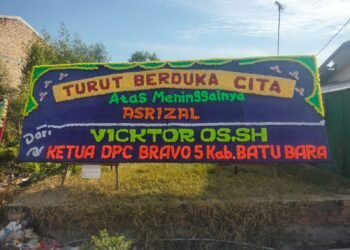 TURUT BERDUKA CITA
Atas Meninggalnya
ASRIZAL
Dari
VICKTOR OS.SH
KETUA DPC BRAVO 5 Kab.BATU BARA